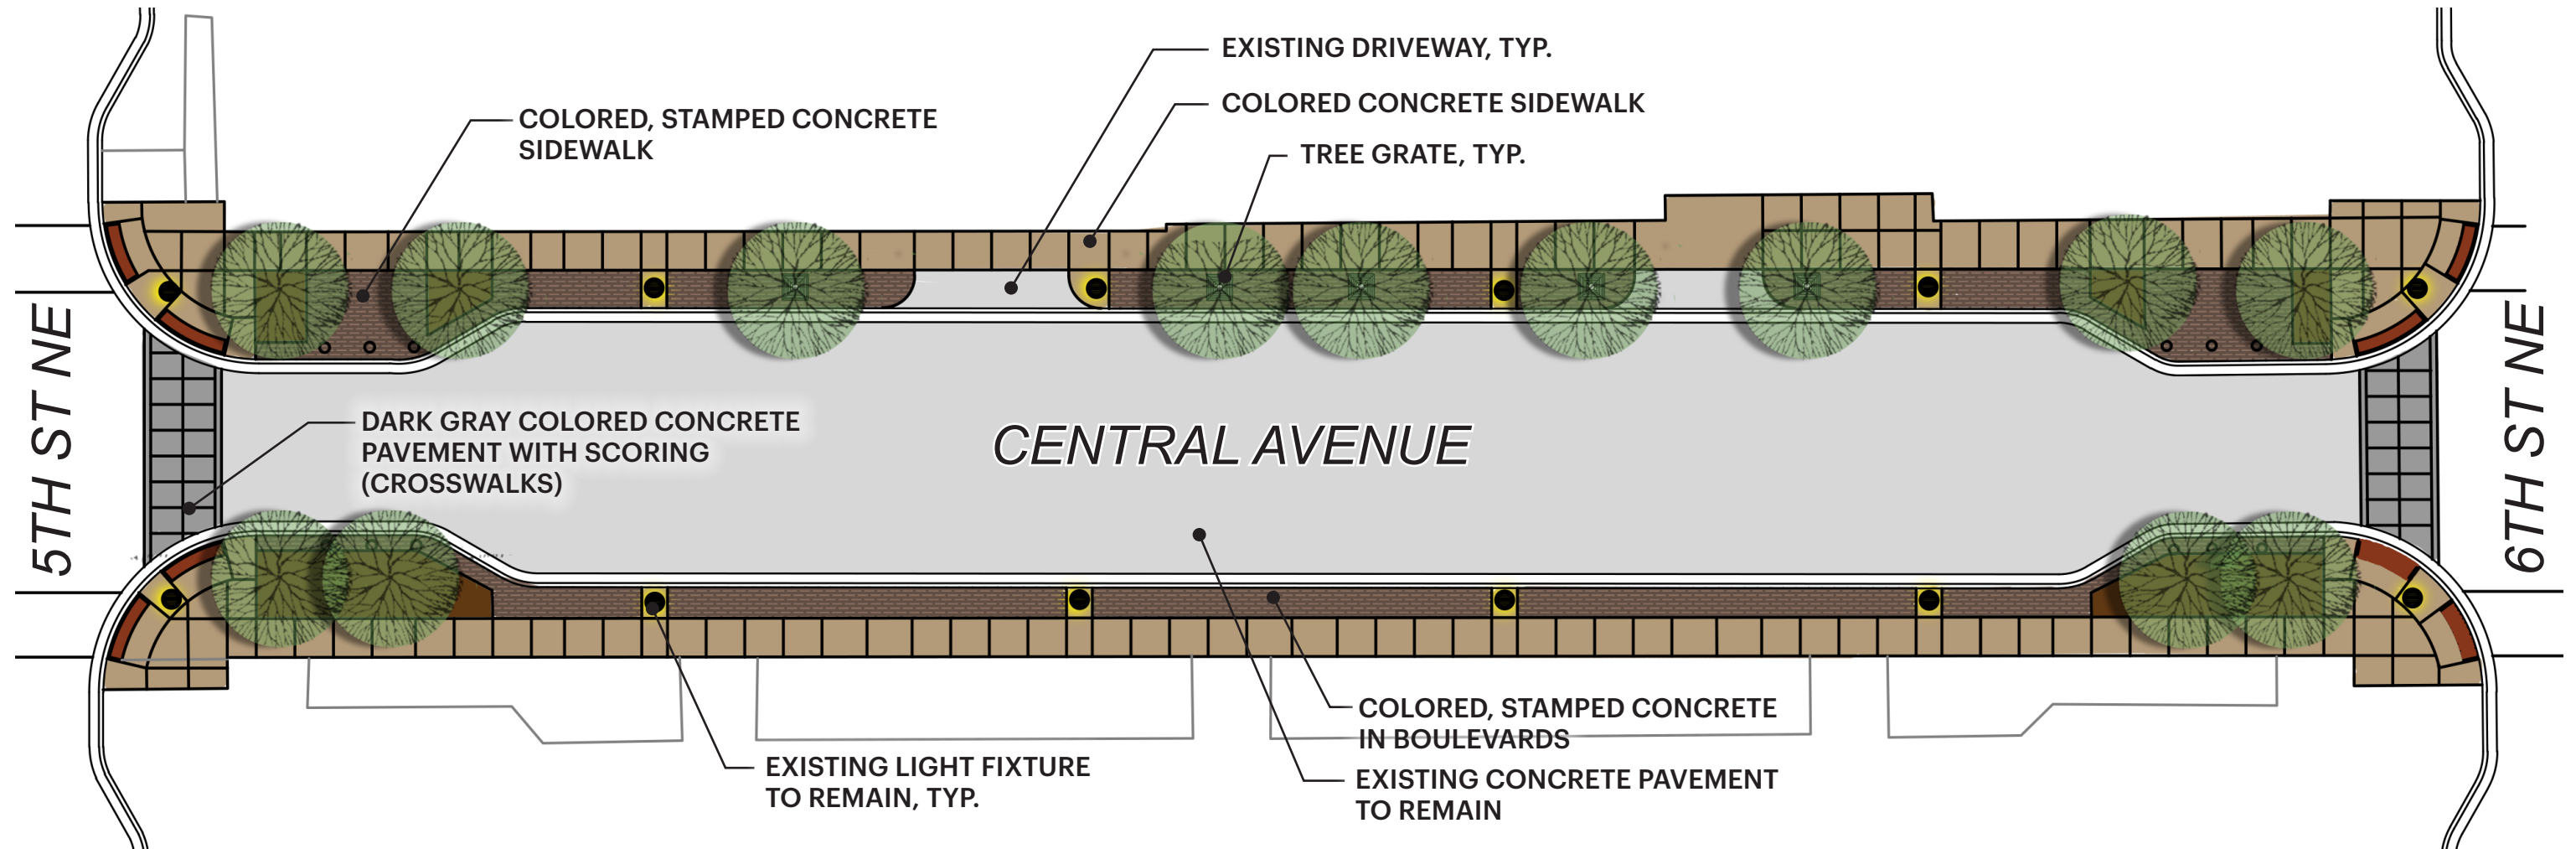 EXISTING DRIVEWAY, TYP.
COLORED CONCRETE SIDEWALK
COLORED, STAMPED CONCRETE
SIDEWALK
TREE GRATE, TYP.
5TH ST NE
6TH ST NE
DARK GRAY COLORED CONCRETE
PAVEMENT WITH SCORING
(CROSSWALKS)
CENTRAL AVENUE
COLORED, STAMPED CONCRETE
IN BOULEVARDS
EXISTING LIGHT FIXTURE
TO REMAIN, TYP.
EXISTING CONCRETE PAVEMENT
TO REMAIN